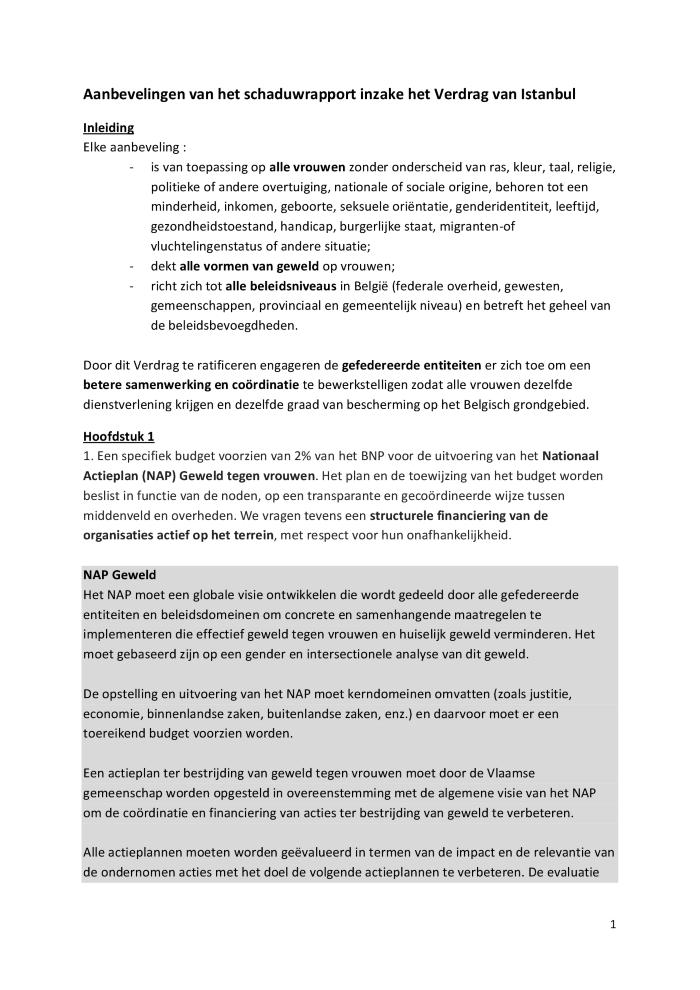 Aanbevelingen van het schaduwrapport inzake het Verdrag van Istanbul
Inleiding
Elke aanbeveling :
- is van toepassing op alle vrouwen zonder onderscheid van ras, kleur, taal, religie,
politieke of andere overtuiging, nationale of sociale origine, behoren tot een
minderheid, inkomen, geboorte, seksuele oriëntatie, genderidentiteit, leeftijd,
gezondheidstoestand, handicap, burgerlijke staat, migranten-of
vluchtelingenstatus of andere situatie;
- dekt alle vormen van geweld op vrouwen;
- richt zich tot alle beleidsniveaus in België (federale overheid, gewesten,
gemeenschappen, provinciaal en gemeentelijk niveau) en betreft het geheel van
de beleidsbevoegdheden.
Door dit Verdrag te ratificeren engageren de gefedereerde entiteiten er zich toe om een
betere samenwerking en coördinatie te bewerkstelligen zodat alle vrouwen dezelfde
dienstverlening krijgen en dezelfde graad van bescherming op het Belgisch grondgebied.
Hoofdstuk 1
1. Een specifiek budget voorzien van 2% van het BNP voor de uitvoering van het Nationaal
Actieplan (NAP) Geweld tegen vrouwen. Het plan en de toewijzing van het budget worden
beslist in functie van de noden, op een transparante en gecoördineerde wijze tussen
middenveld en overheden. We vragen tevens een structurele financiering van de
organisaties actief op het terrein, met respect voor hun onafhankelijkheid.
NAP Geweld
Het NAP moet een globale visie ontwikkelen die wordt gedeeld door alle gefedereerde
entiteiten en beleidsdomeinen om concrete en samenhangende maatregelen te
implementeren die effectief geweld tegen vrouwen en huiselijk geweld verminderen. Het
moet gebaseerd zijn op een gender en intersectionele analyse van dit geweld.
De opstelling en uitvoering van het NAP moet kerndomeinen omvatten (zoals justitie,
economie, binnenlandse zaken, buitenlandse zaken, enz.) en daarvoor moet er een
toereikend budget voorzien worden.
Een actieplan ter bestrijding van geweld tegen vrouwen moet door de Vlaamse
gemeenschap worden opgesteld in overeenstemming met de algemene visie van het NAP
om de coördinatie en financiering van acties ter bestrijding van geweld te verbeteren.
Alle actieplannen moeten worden geëvalueerd in termen van de impact en de relevantie van
de ondernomen acties met het doel de volgende actieplannen te verbeteren. De evaluatie
1